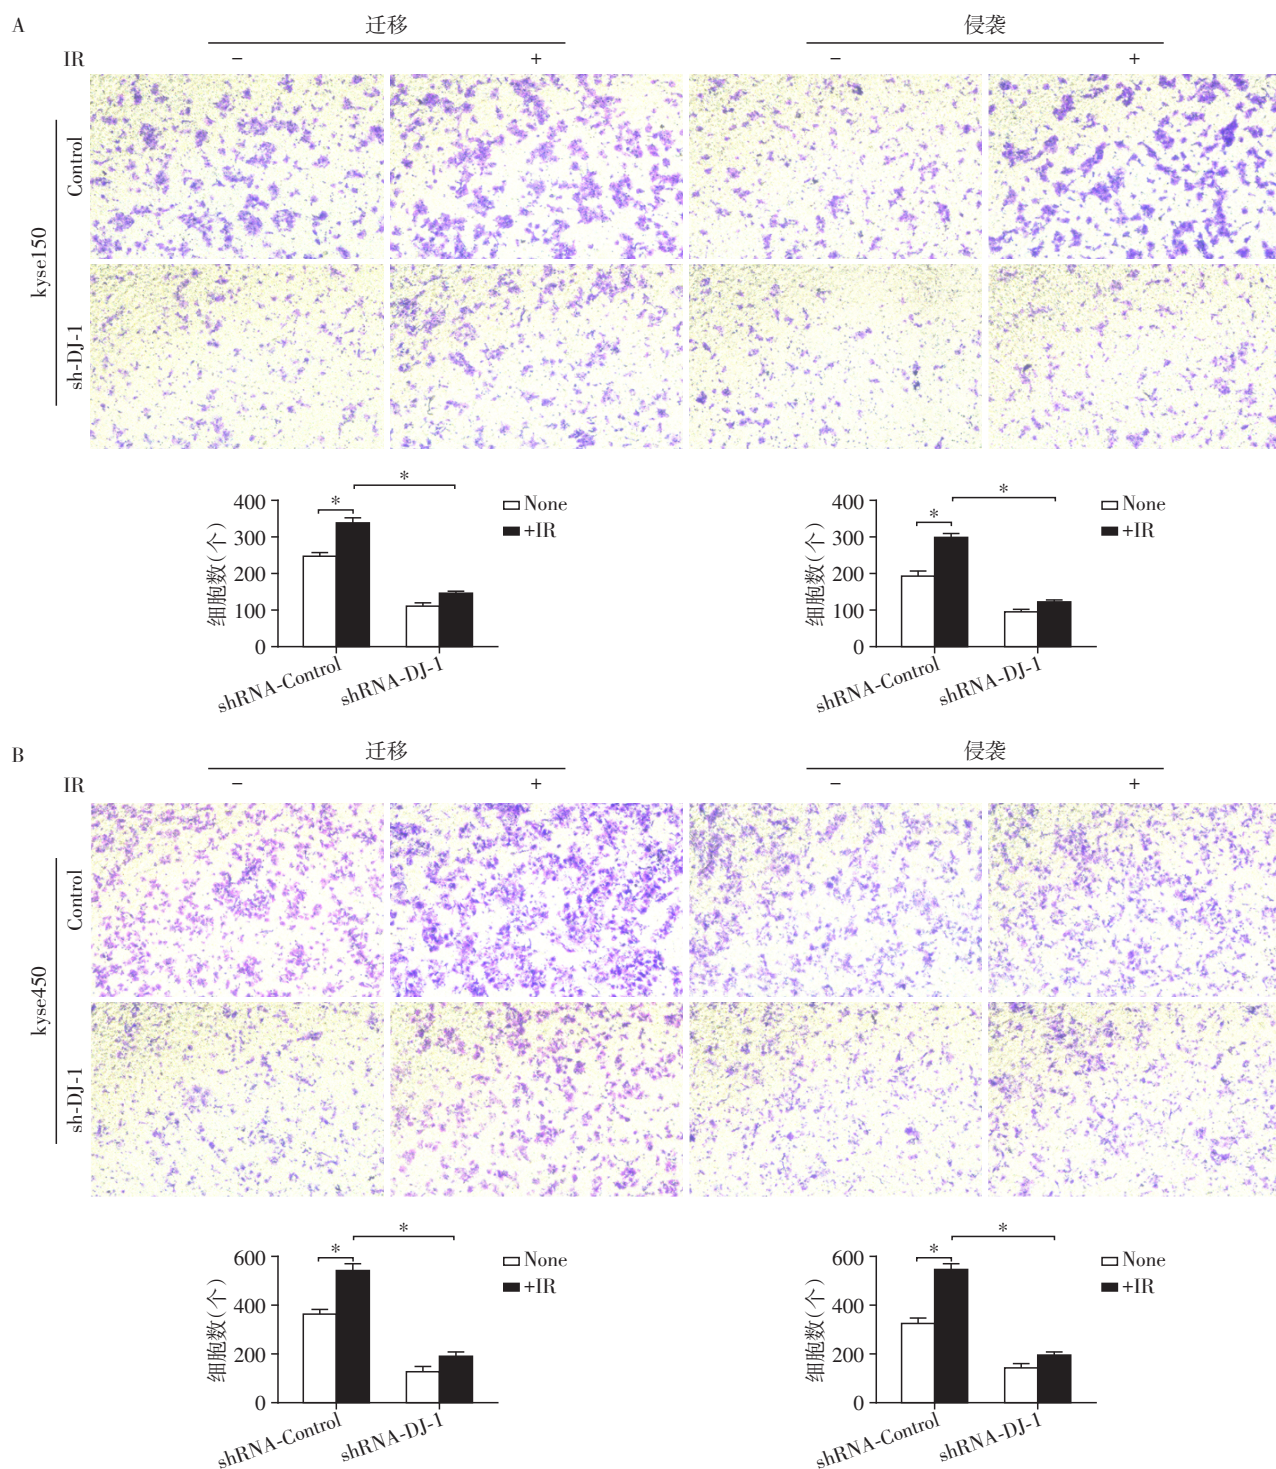 A
迁移
侵袭
IR
−
+
−
+
kyse150
Control
sh-DJ-1
细胞数(个)
400
300
200
100
0
*
*
None
+IR
shRNA-Control
shRNA-DJ-1
细胞数(个)
400
300
200
100
0
*
*
None
+IR
shRNA-Control
shRNA-DJ-1
B
迁移
侵袭
IR
−
+
−
+
kyse450
Control
sh-DJ-1
细胞数(个)
600
400
200
0
*
*
None
+IR
shRNA-Control
shRNA-DJ-1
细胞数(个)
600
400
200
0
*
*
None
+IR
shRNA-Control
shRNA-DJ-1